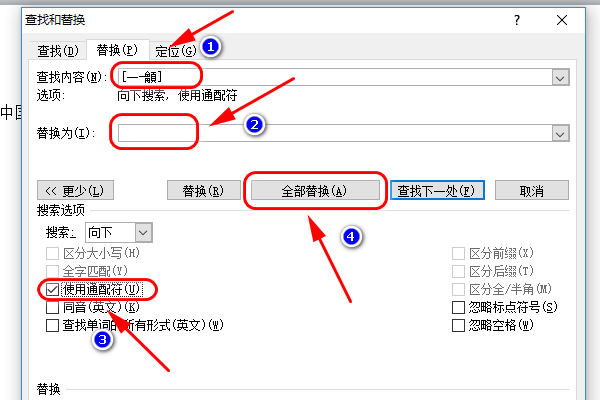 查找和替换
? ×
查找(D) 替换(P) 定位(G)
1
查找内容(N): [一-龥]
选项: 向下搜索, 使用通配符
中国
2
替换为(I):
<< 更少(L) 替换(R) 全部替换(A) 查找下一处(F) 取消
搜索选项
4
搜索: 向下
区分大小写(H) 区分前缀(X)
全字匹配(Y) 区分后缀(T)
使用通配符(U) 区分全/半角(M)
同音(英文)(K) 忽略标点符号(S)
查找单词的所有形式(英文)(W) 忽略空格(W)
3
替换